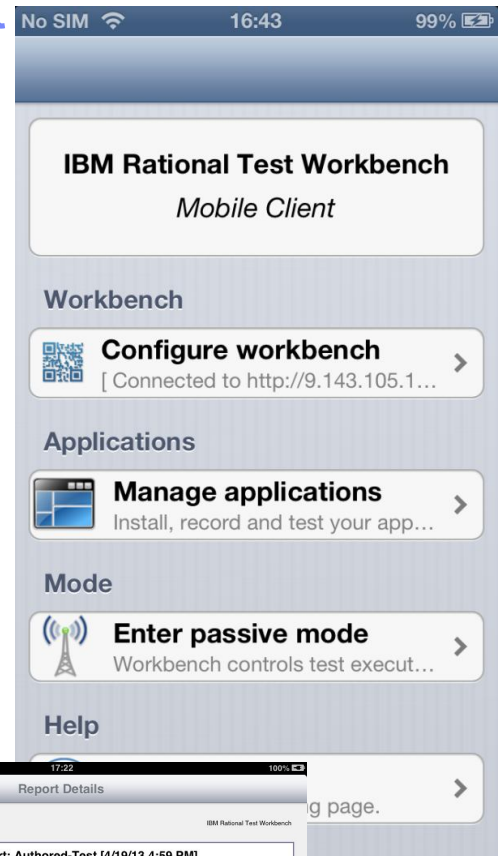 No SIM 16:43 99%
IBM Rational Test Workbench
Mobile Client
Workbench
Configure workbench
[ Connected to http://9.143.105.1...
Applications
Manage applications
Install, record and test your app...
Mode
Enter passive mode
Workbench controls test execut...
Help
g page.
17:22 100%
Report Details
IBM Rational Test Workbench
rt: Authored-Test [4/19/13 4:59 PM]